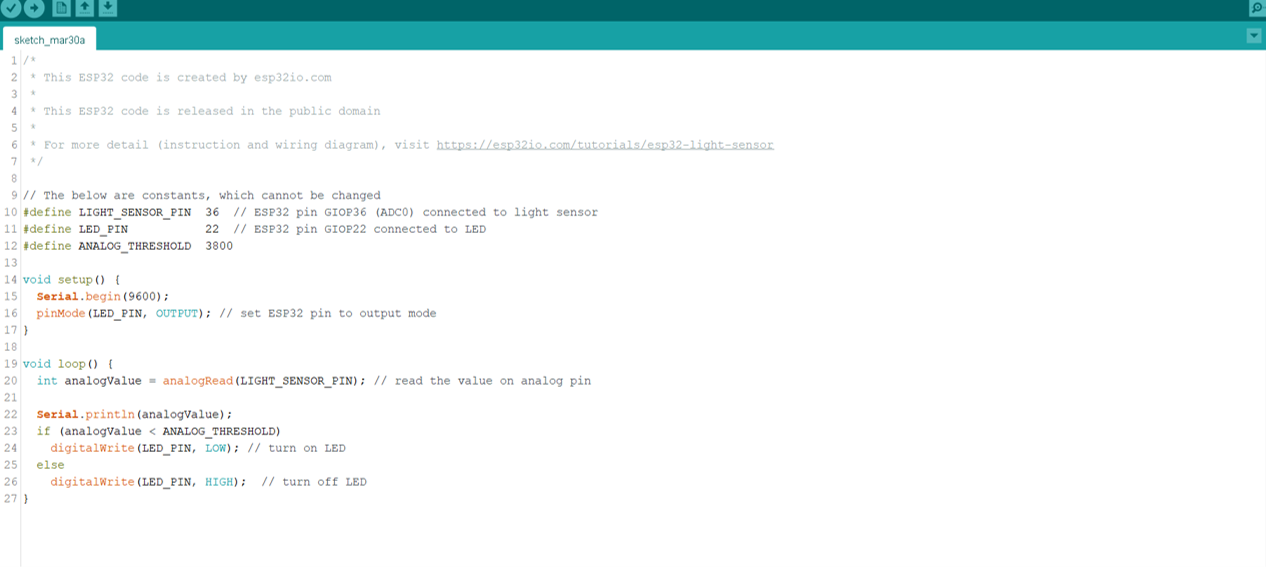 sketch_mar30a
1 /*
2  * This ESP32 code is created by esp32io.com
3  *
4  * This ESP32 code is released in the public domain
5  *
6  * For more detail (instruction and wiring diagram), visit https://esp32io.com/tutorials/esp32-light-sensor
7  */
8
9 // The below are constants, which cannot be changed
10 #define LIGHT_SENSOR_PIN  36  // ESP32 pin GIOP36 (ADC0) connected to light sensor
11 #define LED_PIN           22  // ESP32 pin GIOP22 connected to LED
12 #define ANALOG_THRESHOLD  3800
13
14 void setup() {
15   Serial.begin(9600);
16   pinMode(LED_PIN, OUTPUT); // set ESP32 pin to output mode
17 }
18
19 void loop() {
20   int analogValue = analogRead(LIGHT_SENSOR_PIN); // read the value on analog pin
21
22   Serial.println(analogValue);
23   if (analogValue < ANALOG_THRESHOLD)
24     digitalWrite(LED_PIN, LOW); // turn on LED
25   else
26     digitalWrite(LED_PIN, HIGH);  // turn off LED
27 }